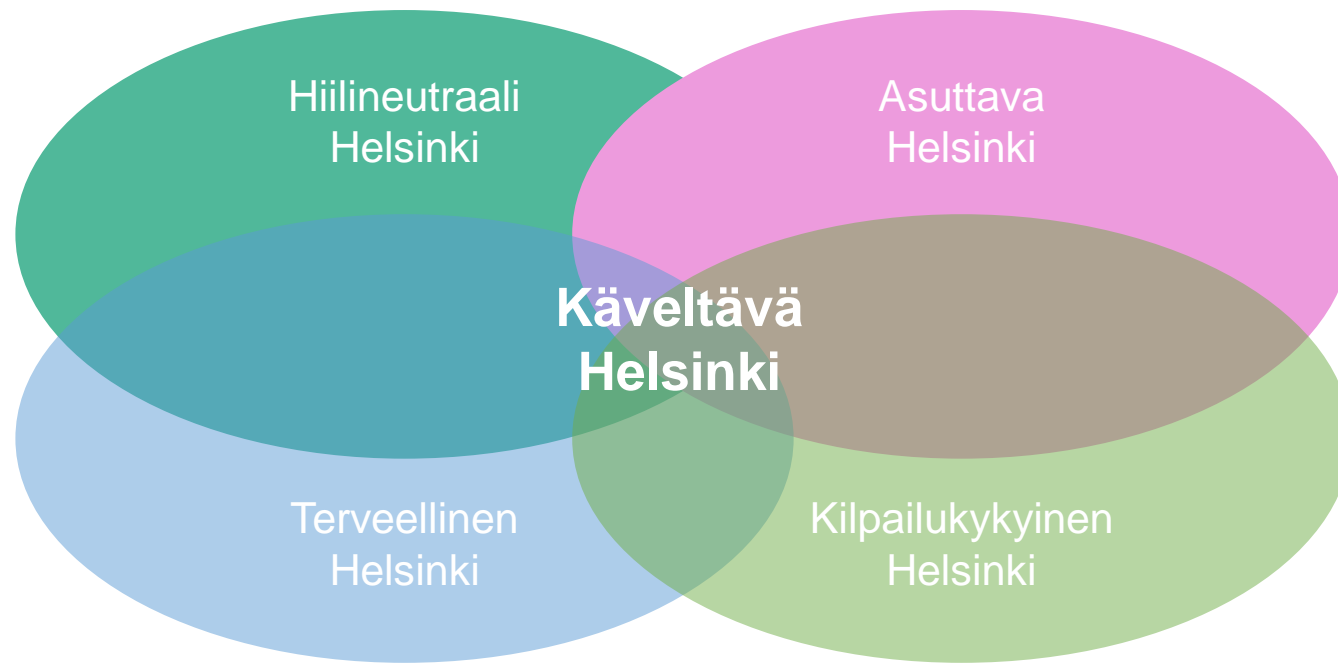 Hiilineutraali
Helsinki
Asuttava
Helsinki
Käveltävä
Helsinki
Terveellinen
Helsinki
Kilpailukykyinen
Helsinki